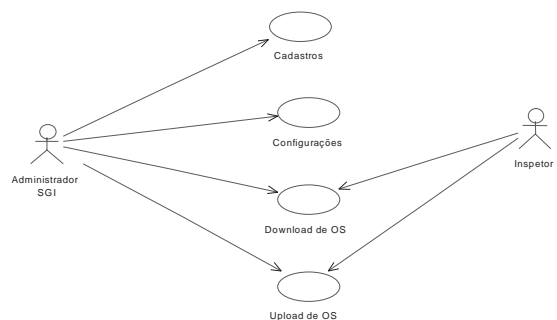 Cadastros
Configurações
Administrador
SGI
Inspetor
Download de OS
Upload de OS